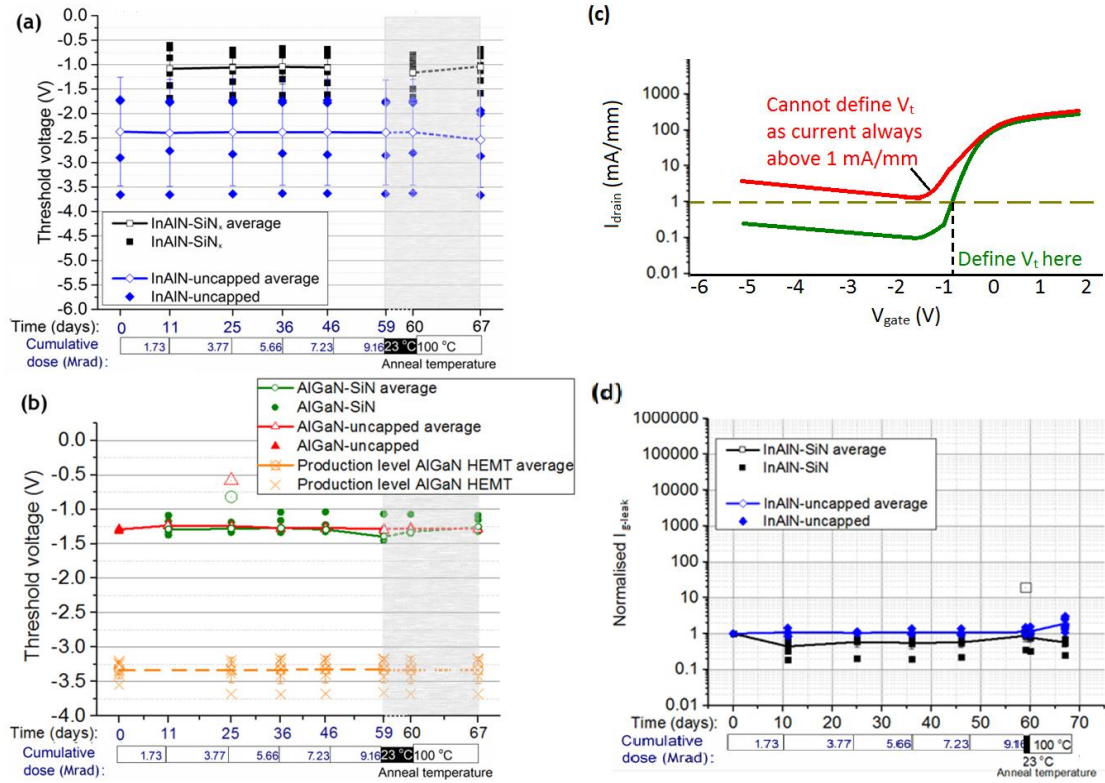 (a)
0.0
-0.5
-1.0
-1.5
-2.0
-2.5
-3.0
-3.5
-4.0
-4.5
-5.0
-5.5
-6.0
Threshold voltage (V)
InAlN-SiNₓ average
InAlN-SiNₓ
InAlN-uncapped average
InAlN-uncapped
Time (days): 0 11 25 36 46 59 60 67
Cumulative dose (Mrad): 1.73 3.77 5.66 7.23 9.16 23 °C 100 °C
Anneal temperature
(c)
1000
100
10
1
0.1
0.01
I_drain (mA/mm)
Cannot define V_t
as current always
above 1 mA/mm
Define V_t here
-6 -5 -4 -3 -2 -1 0 1 2
V_gate (V)
(b)
AlGaN-SiN average
AlGaN-SiN
AlGaN-uncapped average
AlGaN-uncapped
Production level AlGaN HEMT average
Production level AlGaN HEMT
0.0
-0.5
-1.0
-1.5
-2.0
-2.5
-3.0
-3.5
-4.0
Threshold voltage (V)
Time (days): 0 11 25 36 46 59 60 67
Cumulative
dose (Mrad): 1.73 3.77 5.66 7.23 9.16 23 °C 100 °C
Anneal temperature
(d)
1000000
100000
10000
1000
100
10
1
0.1
0.01
Normalised I_g-leak
InAlN-SiN average
InAlN-SiN
InAlN-uncapped average
InAlN-uncapped
Time (days) 0 10 20 30 40 50 60 70
Cumulative
dose (Mrad) 1.73 3.77 5.66 7.23 9.16 100 °C
23 °C
Anneal temperature